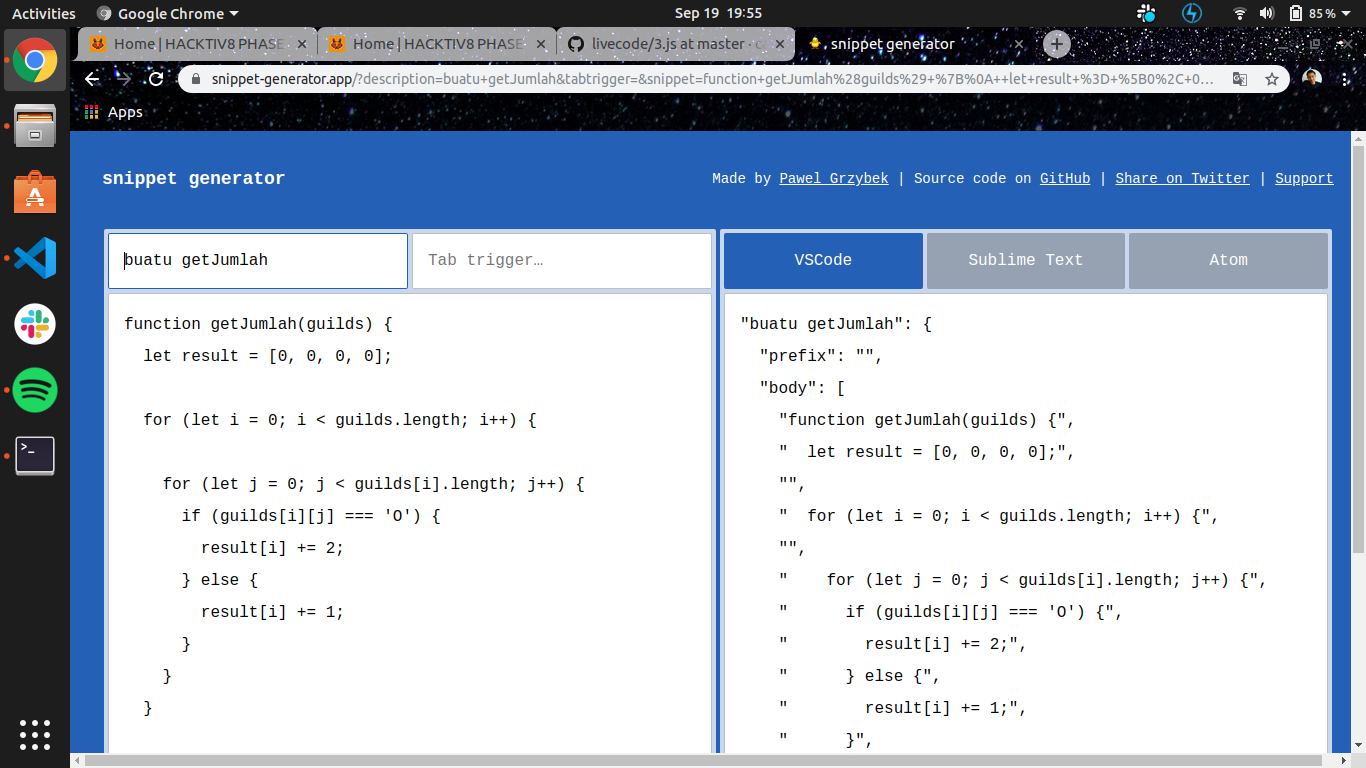 Activities Google Chrome Sep 19 19:55 85%
Home | HACKTIV8 PHASE Home | HACKTIV8 PHASE livecode/3.js at master · snippet generator
snippet-generator.app/?description=buatu+getJumlah&tabtrigger=&snippet=function+getJumlah%28guilds%29+%7B%0A++let+result+%3D+%5B0%2C+0...
Apps
snippet generator
Made by Pawel Grzybek | Source code on GitHub | Share on Twitter | Support
buatu getJumlah
Tab trigger…
VSCode Sublime Text Atom
function getJumlah(guilds) {
  let result = [0, 0, 0, 0];

  for (let i = 0; i < guilds.length; i++) {

    for (let j = 0; j < guilds[i].length; j++) {
      if (guilds[i][j] === 'O') {
        result[i] += 2;
      } else {
        result[i] += 1;
      }
    }
  }
"buatu getJumlah": {
  "prefix": "",
  "body": [
    "function getJumlah(guilds) {",
    "  let result = [0, 0, 0, 0];",
    "",
    "  for (let i = 0; i < guilds.length; i++) {",
    "",
    "    for (let j = 0; j < guilds[i].length; j++) {",
    "      if (guilds[i][j] === 'O') {",
    "        result[i] += 2;",
    "      } else {",
    "        result[i] += 1;",
    "      }",